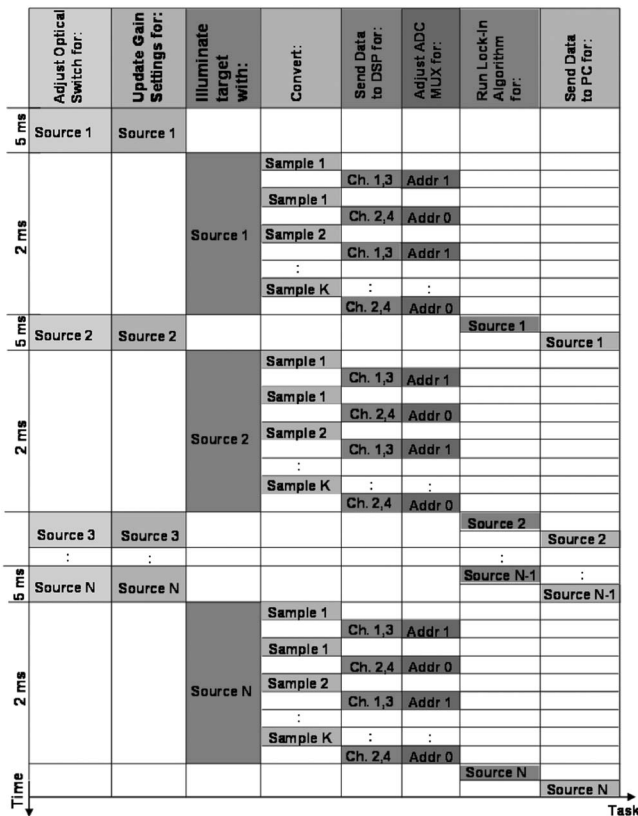 Adjust Optical Switch for:
Update Gain Settings for:
Illuminate target with:
Convert:
Send Data to DSP for:
Adjust ADC MUX for:
Run Lock-In Algorithm for:
Send Data to PC for:
5 ms
Source 1 Source 1
2 ms
Source 1
Sample 1
Ch. 1,3 Addr 1
Sample 1
Ch. 2,4 Addr 0
Sample 2
Ch. 1,3 Addr 1
:
Sample K : :
Ch. 2,4 Addr 0
5 ms
Source 2 Source 2 Source 1
Source 1
2 ms
Source 2
Sample 1
Ch. 1,3 Addr 1
Sample 1
Ch. 2,4 Addr 0
Sample 2
Ch. 1,3 Addr 1
:
Sample K : :
Ch. 2,4 Addr 0
Source 3 Source 3 Source 2
Source 2
: : :
5 ms
Source N Source N Source N-1 :
Source N-1
2 ms
Source N
Sample 1
Ch. 1,3 Addr 1
Sample 1
Ch. 2,4 Addr 0
Sample 2
Ch. 1,3 Addr 1
:
Sample K : :
Ch. 2,4 Addr 0
Source N
Source N
Time
Task